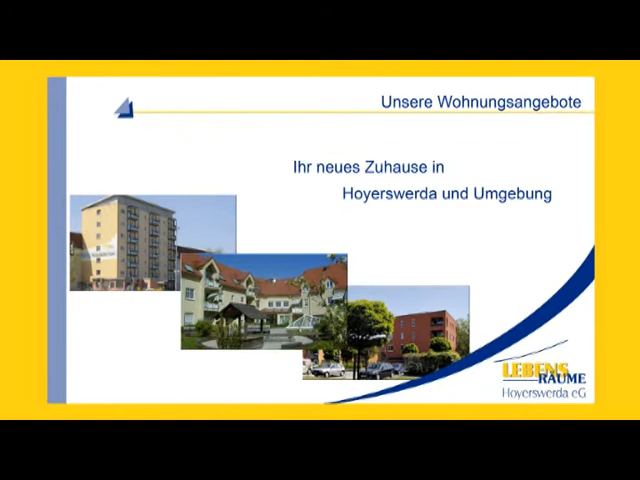 Unsere Wohnungsangebote
Ihr neues Zuhause in
Hoyerswerda und Umgebung
LEBENS
RÄUME
Hoyerswerda eG